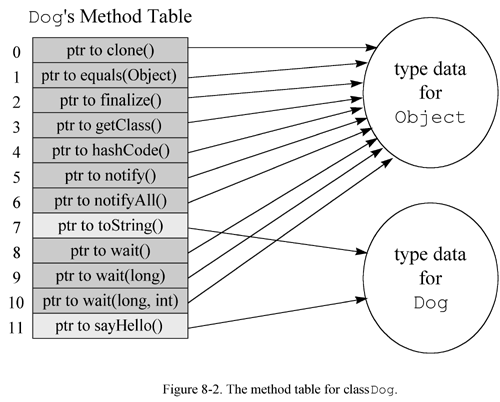 Dog's Method Table
0 ptr to clone()
1 ptr to equals(Object)
2 ptr to finalize()
3 ptr to getClass()
4 ptr to hashCode()
5 ptr to notify()
6 ptr to notifyAll()
7 ptr to toString()
8 ptr to wait()
9 ptr to wait(long)
10 ptr to wait(long, int)
11 ptr to sayHello()
type data
for
Object
type data
for
Dog
Figure 8-2. The method table for class Dog.